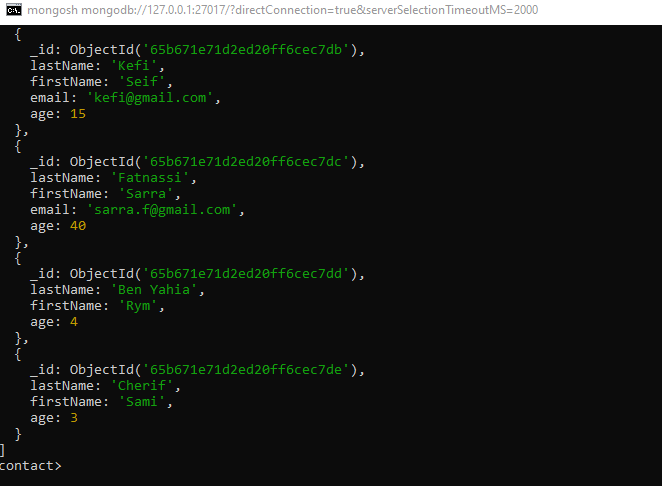 mongosh mongodb://127.0.0.1:27017/?directConnection=true&serverSelectionTimeoutMS=2000
{
_id: ObjectId('65b671e71d2ed20ff6cec7db'),
lastName: 'Kefi',
firstName: 'Seif',
email: 'kefi@gmail.com',
age: 15
},
{
_id: ObjectId('65b671e71d2ed20ff6cec7dc'),
lastName: 'Fatnassi',
firstName: 'Sarra',
email: 'sarra.f@gmail.com',
age: 40
},
{
_id: ObjectId('65b671e71d2ed20ff6cec7dd'),
lastName: 'Ben Yahia',
firstName: 'Rym',
age: 4
},
{
_id: ObjectId('65b671e71d2ed20ff6cec7de'),
lastName: 'Cherif',
firstName: 'Sami',
age: 3
}
]
contact>